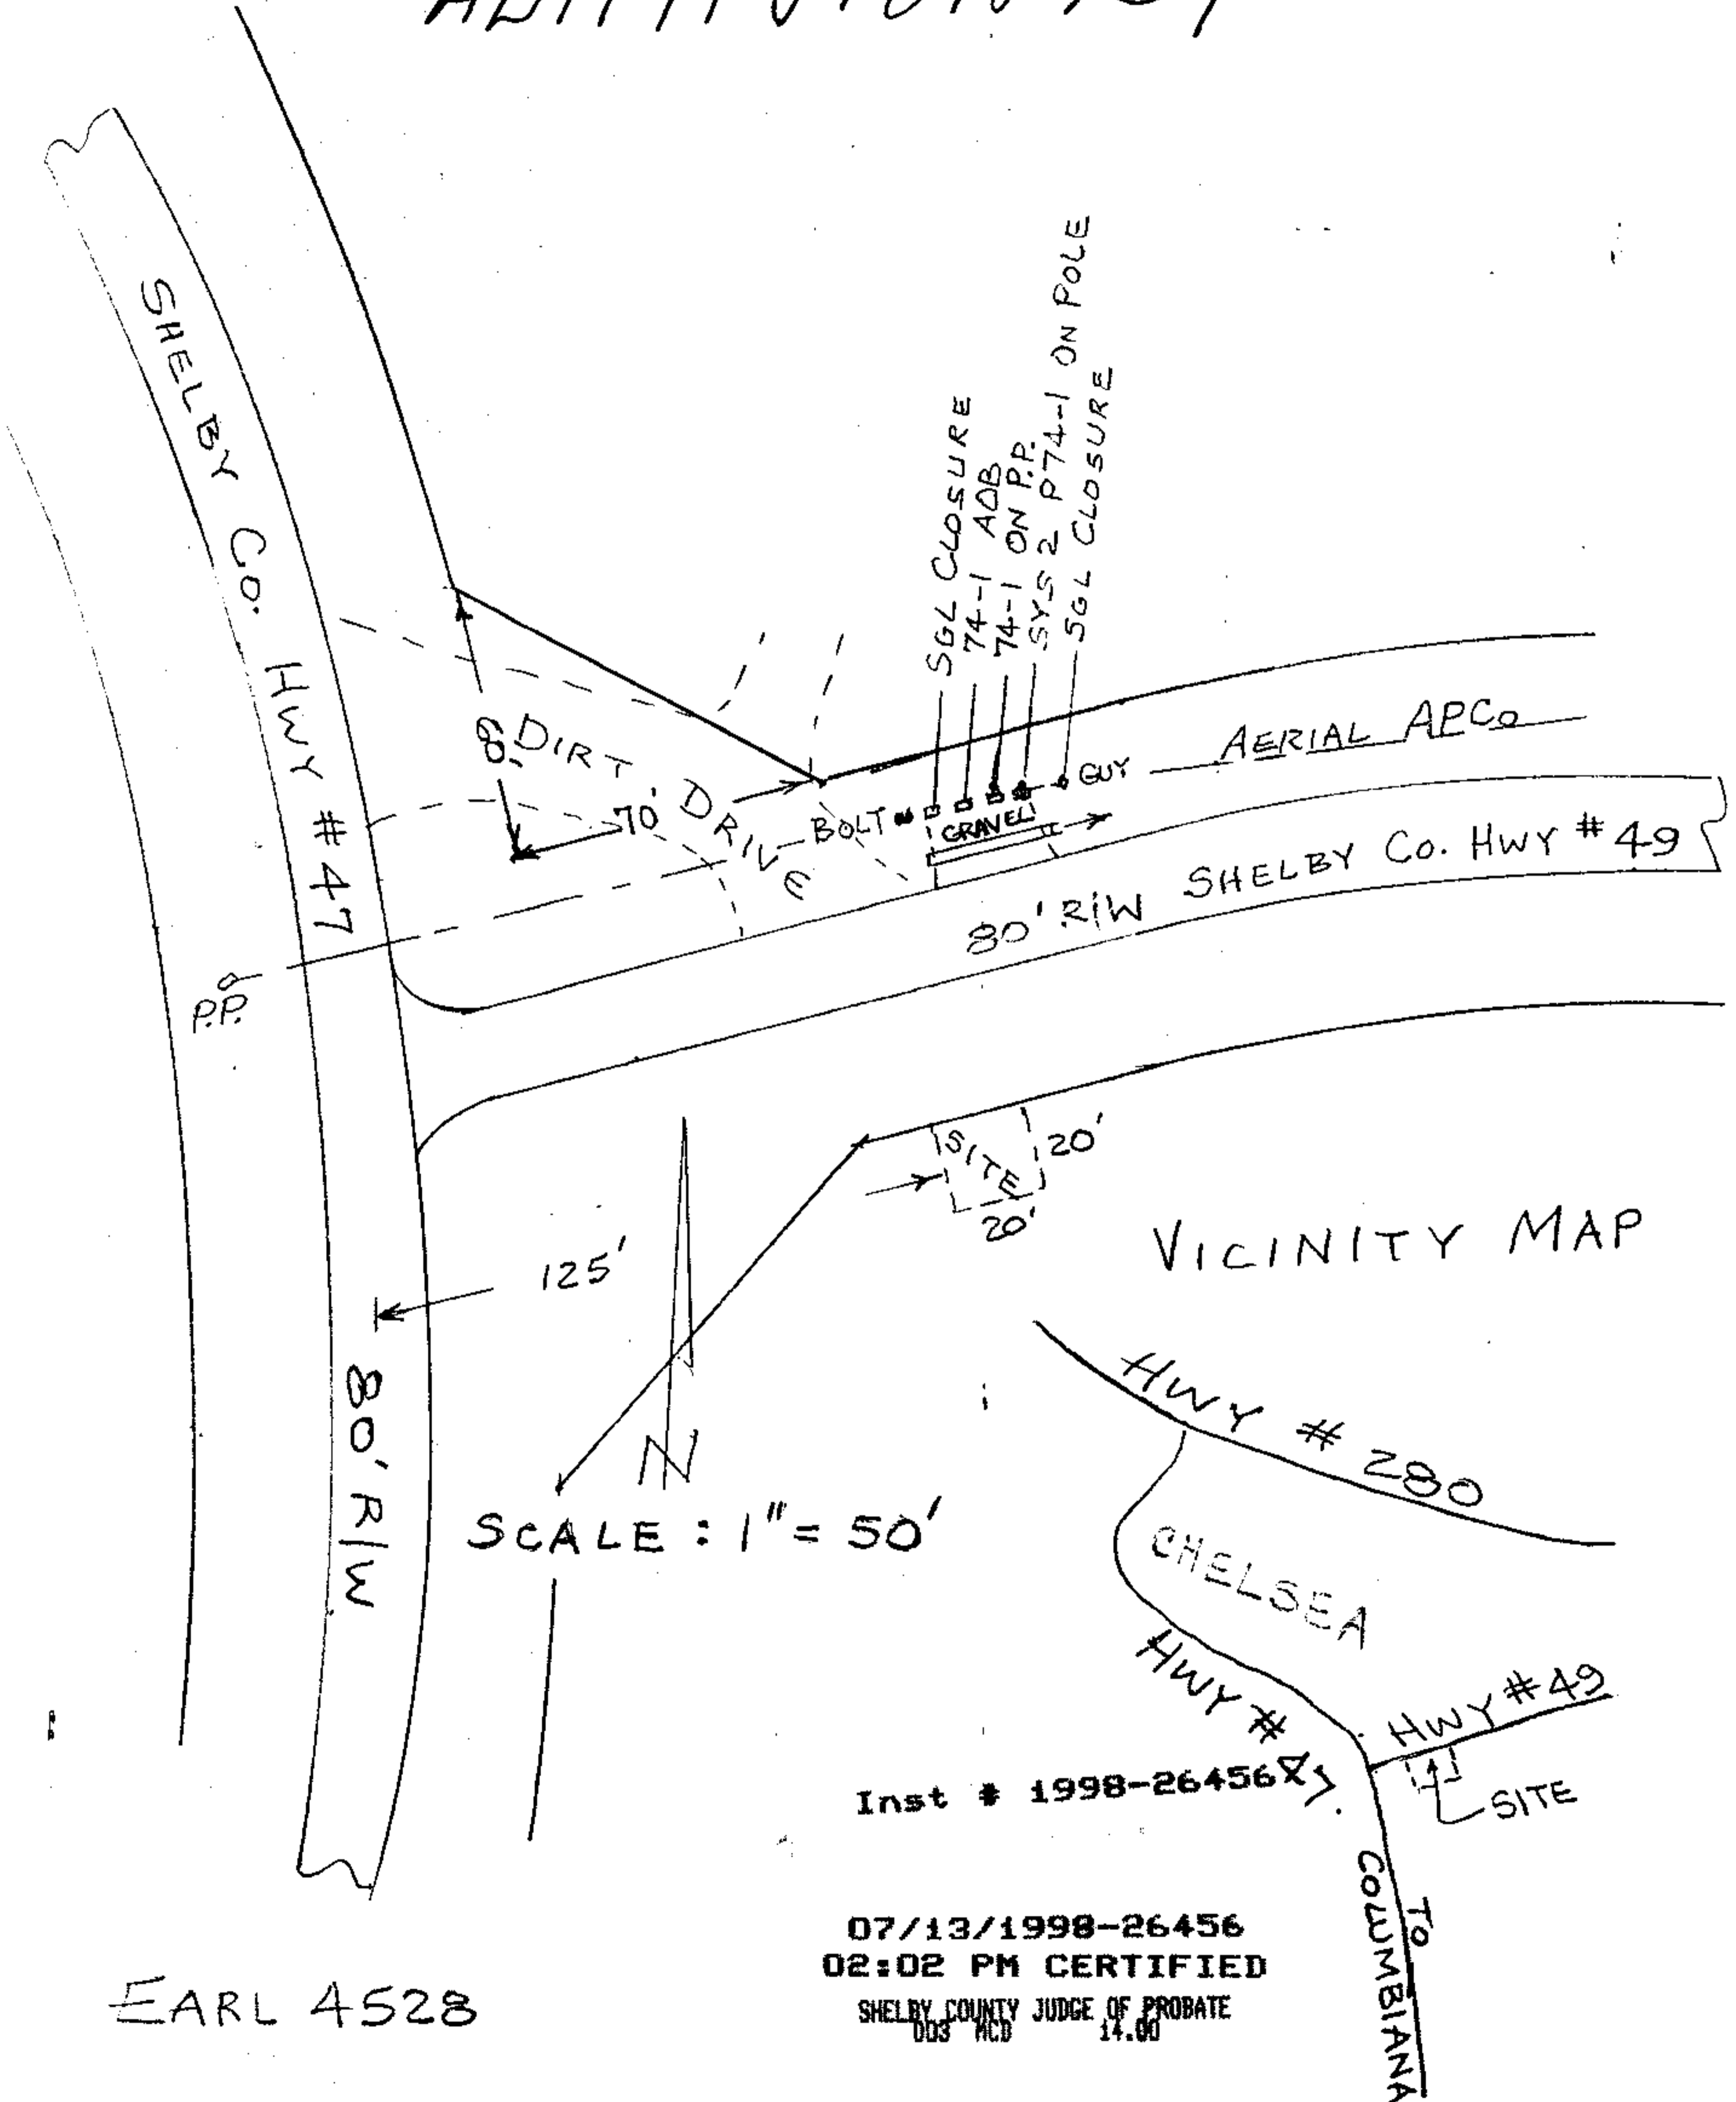 SHELBY Co. HWY #47
80' R/W
SGL CLOSURE
74-1 AOB
74-1 ON P.P.
SYS 2 P74-1 ON POLE
SGL CLOSURE
DIRT DRIVE
70'
BOLT
GRAVEL
GUY
AERIAL APCo
80' R/W SHELBY Co. HWY #49
P.P.
SITE
20'
20'
125'
N
SCALE : 1" = 50'
VICINITY MAP
HWY # 280
CHELSEA
HWY #
HWY #49
SITE
TO
COLUMBIANA
Inst # 1998-26456
07/13/1998-26456
02:02 PM CERTIFIED
SHELBY COUNTY JUDGE OF PROBATE
003 MCD 14.00
EARL 4528